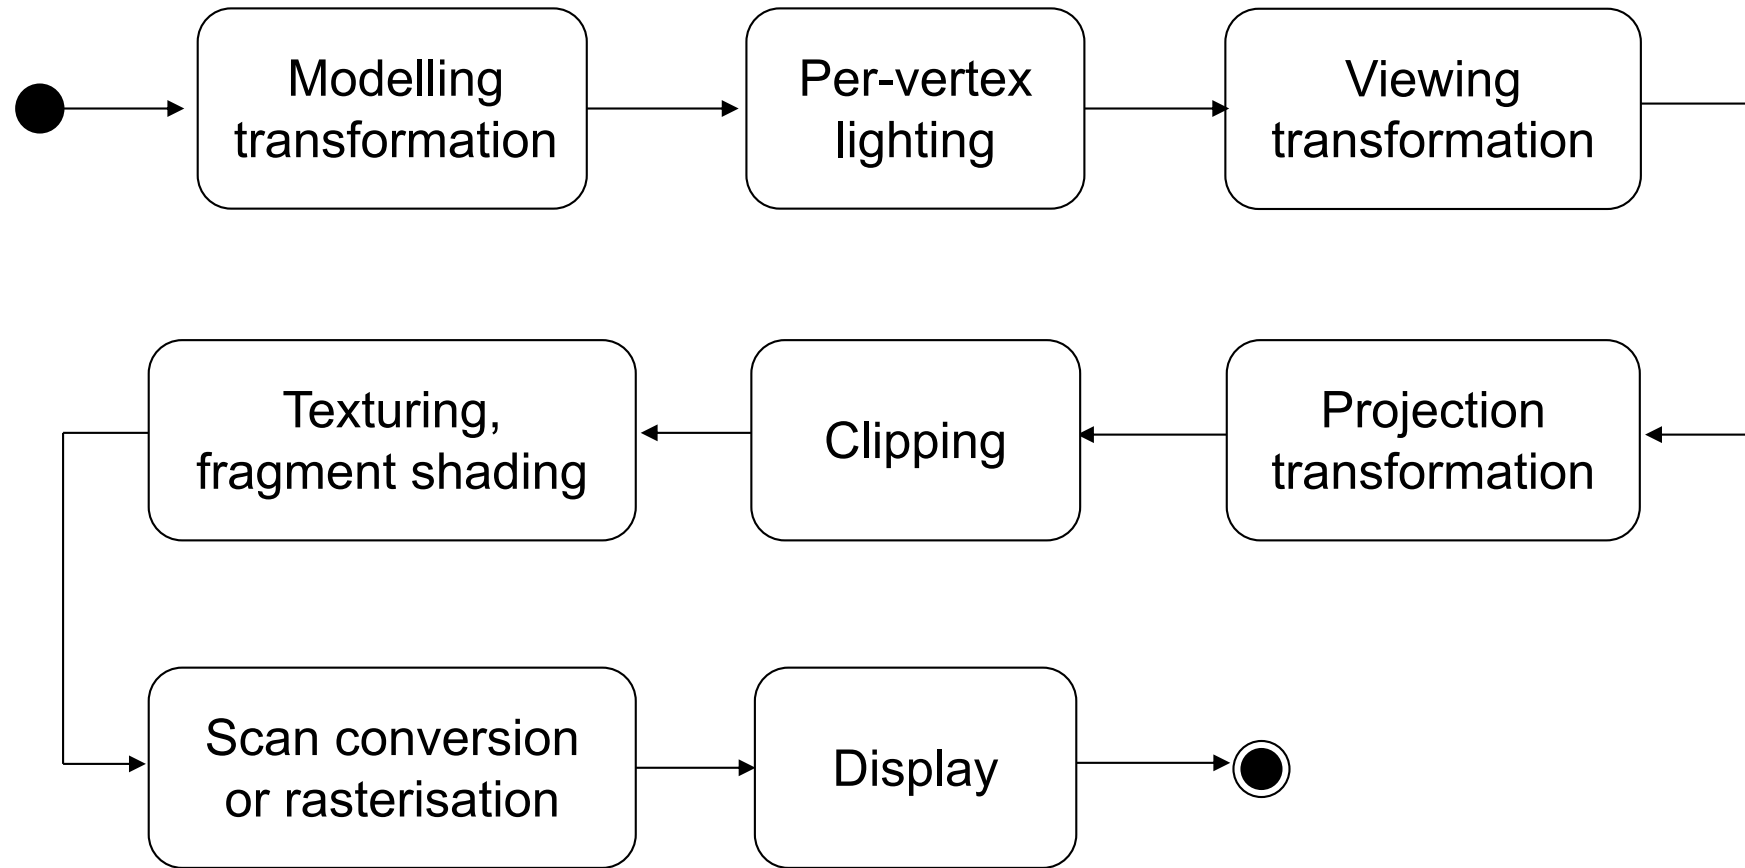 Modelling
transformation
Per-vertex
lighting
Viewing
transformation
Projection
transformation
Clipping
Texturing,
fragment shading
Scan conversion
or rasterisation
Display